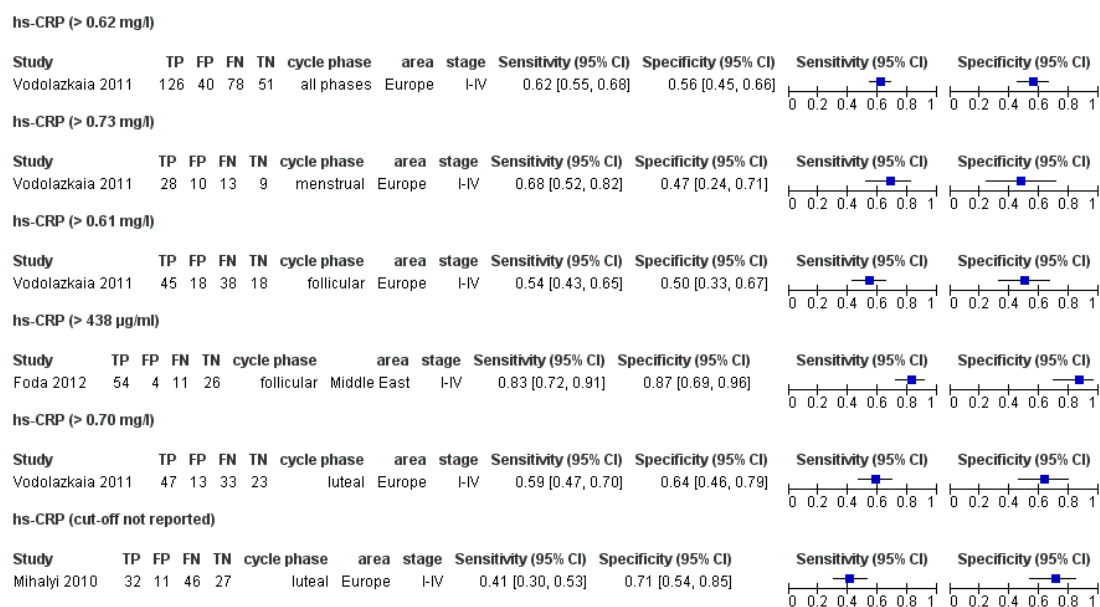 hs-CRP (> 0.62 mg/l)
Study TP FP FN TN cycle phase area stage Sensitivity (95% CI) Specificity (95% CI) Sensitivity (95% CI) Specificity (95% CI)
Vodolazkaia 2011 126 40 78 51 all phases Europe I-IV 0.62 [0.55, 0.68] 0.56 [0.45, 0.66]
0 0.2 0.4 0.6 0.8 1 0 0.2 0.4 0.6 0.8 1
hs-CRP (> 0.73 mg/l)
Study TP FP FN TN cycle phase area stage Sensitivity (95% CI) Specificity (95% CI) Sensitivity (95% CI) Specificity (95% CI)
Vodolazkaia 2011 28 10 13 9 menstrual Europe I-IV 0.68 [0.52, 0.82] 0.47 [0.24, 0.71]
0 0.2 0.4 0.6 0.8 1 0 0.2 0.4 0.6 0.8 1
hs-CRP (> 0.61 mg/l)
Study TP FP FN TN cycle phase area stage Sensitivity (95% CI) Specificity (95% CI) Sensitivity (95% CI) Specificity (95% CI)
Vodolazkaia 2011 45 18 38 18 follicular Europe I-IV 0.54 [0.43, 0.65] 0.50 [0.33, 0.67]
0 0.2 0.4 0.6 0.8 1 0 0.2 0.4 0.6 0.8 1
hs-CRP (> 438 µg/ml)
Study TP FP FN TN cycle phase area stage Sensitivity (95% CI) Specificity (95% CI) Sensitivity (95% CI) Specificity (95% CI)
Foda 2012 54 4 11 26 follicular Middle East I-IV 0.83 [0.72, 0.91] 0.87 [0.69, 0.96]
0 0.2 0.4 0.6 0.8 1 0 0.2 0.4 0.6 0.8 1
hs-CRP (> 0.70 mg/l)
Study TP FP FN TN cycle phase area stage Sensitivity (95% CI) Specificity (95% CI) Sensitivity (95% CI) Specificity (95% CI)
Vodolazkaia 2011 47 13 33 23 luteal Europe I-IV 0.59 [0.47, 0.70] 0.64 [0.46, 0.79]
0 0.2 0.4 0.6 0.8 1 0 0.2 0.4 0.6 0.8 1
hs-CRP (cut-off not reported)
Study TP FP FN TN cycle phase area stage Sensitivity (95% CI) Specificity (95% CI) Sensitivity (95% CI) Specificity (95% CI)
Mihalyi 2010 32 11 46 27 luteal Europe I-IV 0.41 [0.30, 0.53] 0.71 [0.54, 0.85]
0 0.2 0.4 0.6 0.8 1 0 0.2 0.4 0.6 0.8 1